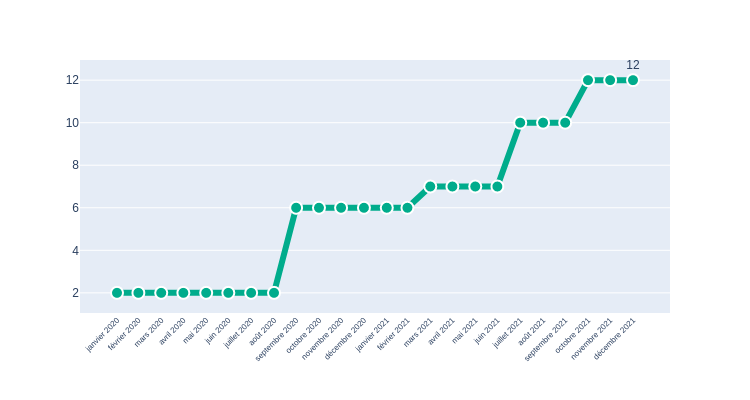 12
12
10
8
6
4
2
janvier 2020
février 2020
mars 2020
avril 2020
mai 2020
juin 2020
juillet 2020
août 2020
septembre 2020
octobre 2020
novembre 2020
décembre 2020
janvier 2021
février 2021
mars 2021
avril 2021
mai 2021
juin 2021
juillet 2021
août 2021
septembre 2021
octobre 2021
novembre 2021
décembre 2021